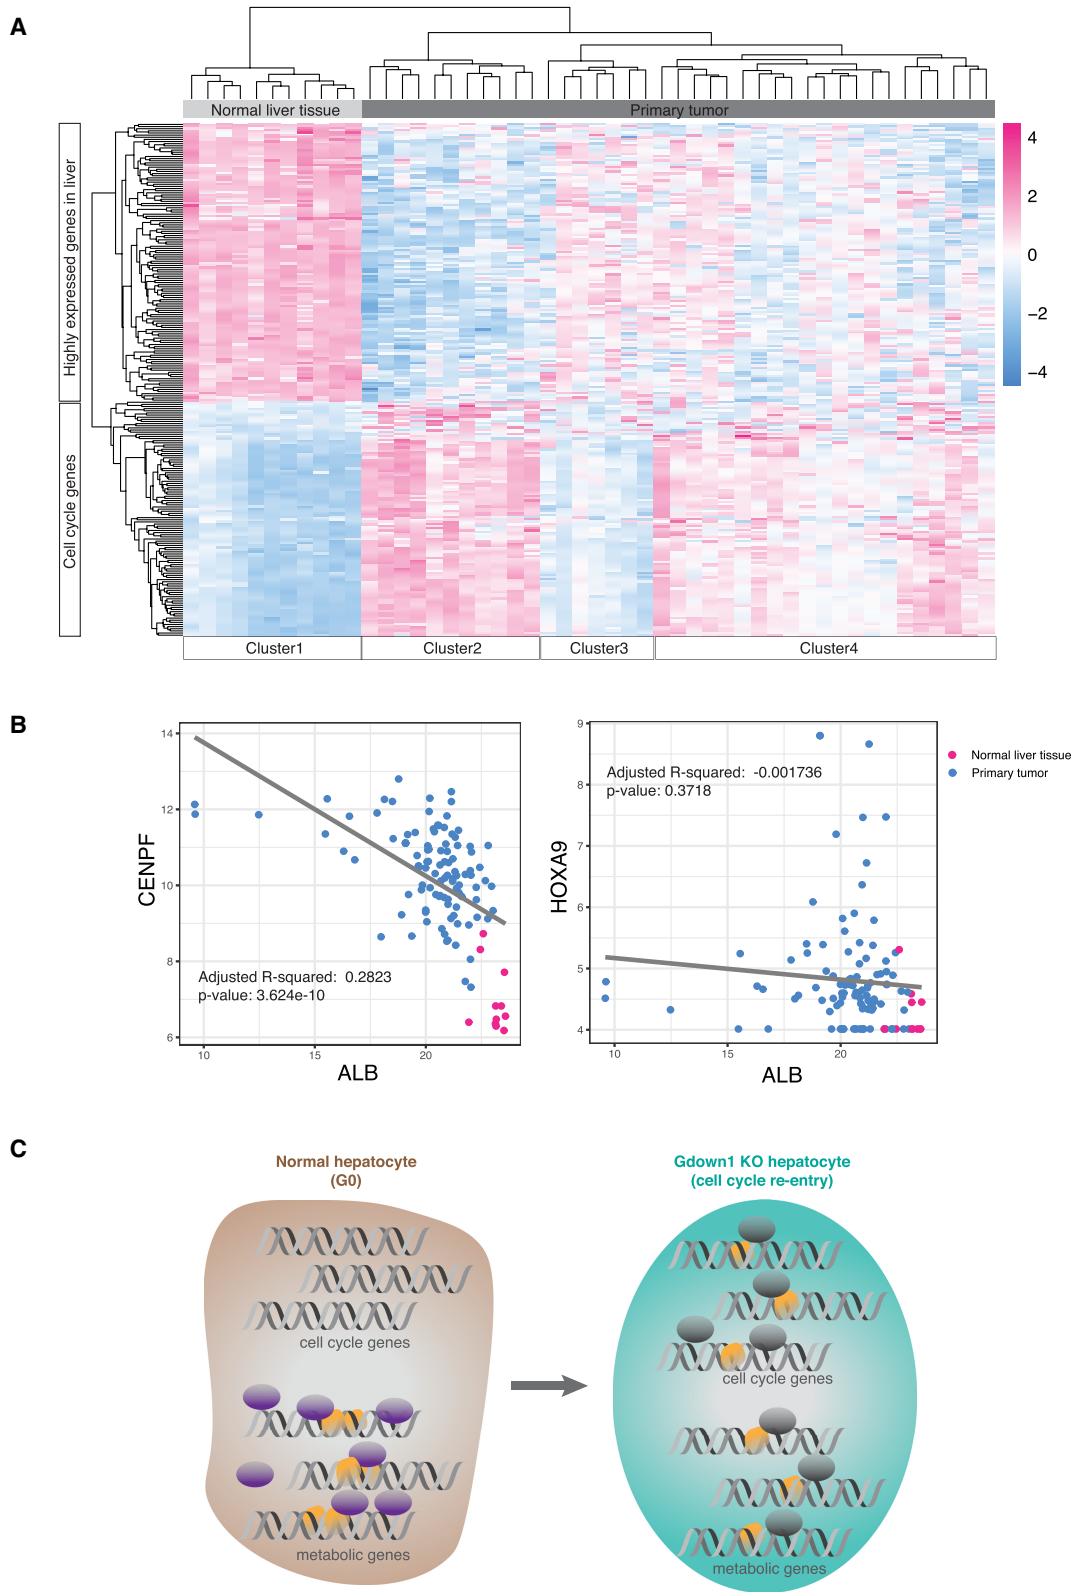 A
Normal liver tissue
Primary tumor
Highly expressed genes in liver
Cell cycle genes
4
2
0
−2
−4
Cluster1
Cluster2
Cluster3
Cluster4
B
CENPF
14
12
10
8
6
Adjusted R-squared: 0.2823
p-value: 3.624e-10
10
15
20
ALB
HOXA9
9
8
7
6
5
4
Adjusted R-squared: -0.001736
p-value: 0.3718
10
15
20
ALB
Normal liver tissue
Primary tumor
C
Normal hepatocyte
(G0)
cell cycle genes
metabolic genes
Gdown1 KO hepatocyte
(cell cycle re-entry)
cell cycle genes
metabolic genes